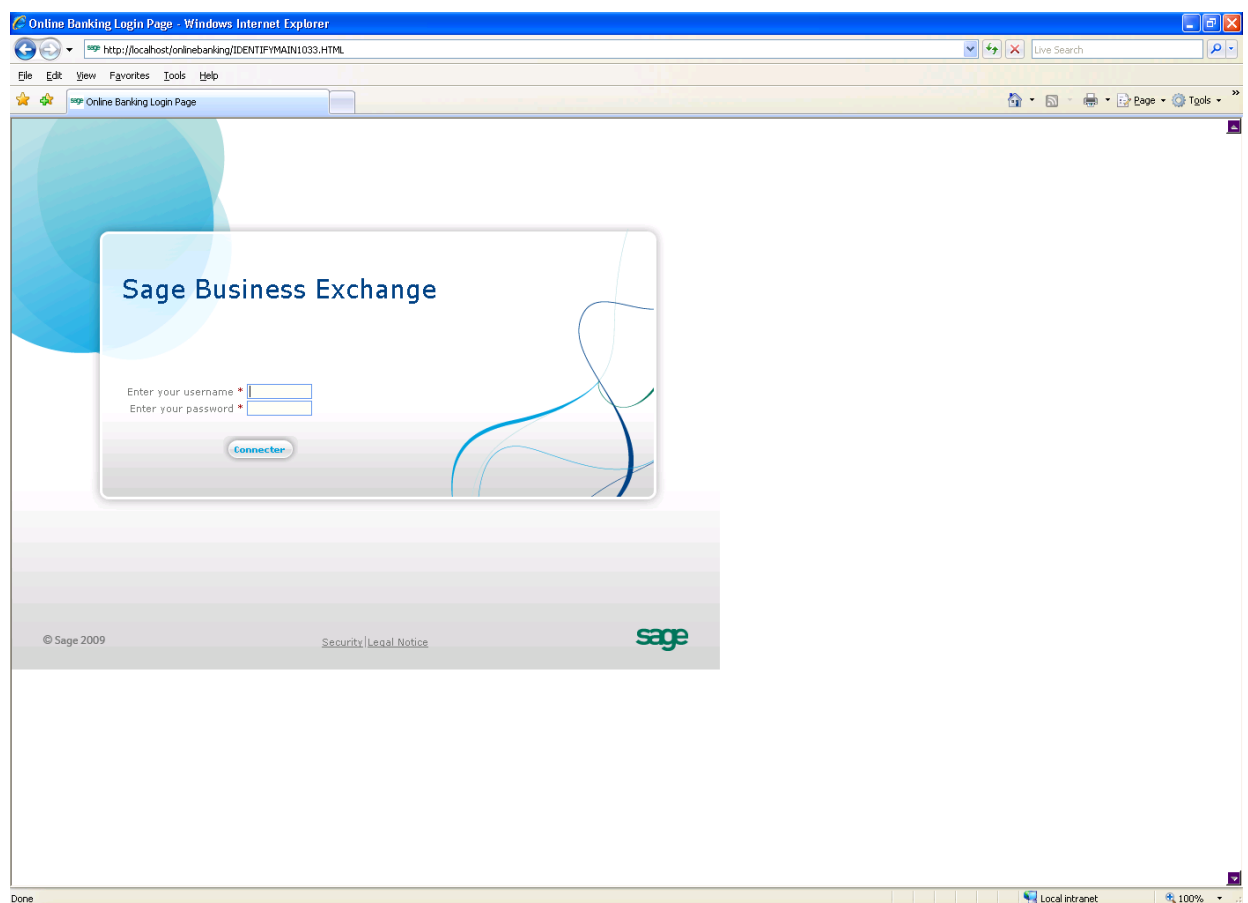 Online Banking Login Page - Windows Internet Explorer
sage http://localhost/onlinebanking/IDENTIFYMAIN1033.HTML Live Search
File Edit View Favorites Tools Help
sage Online Banking Login Page Page Tools »
Sage Business Exchange
Enter your username *
Enter your password *
Connecter
© Sage 2009 Security|Legal Notice sage
Done Local intranet 100%